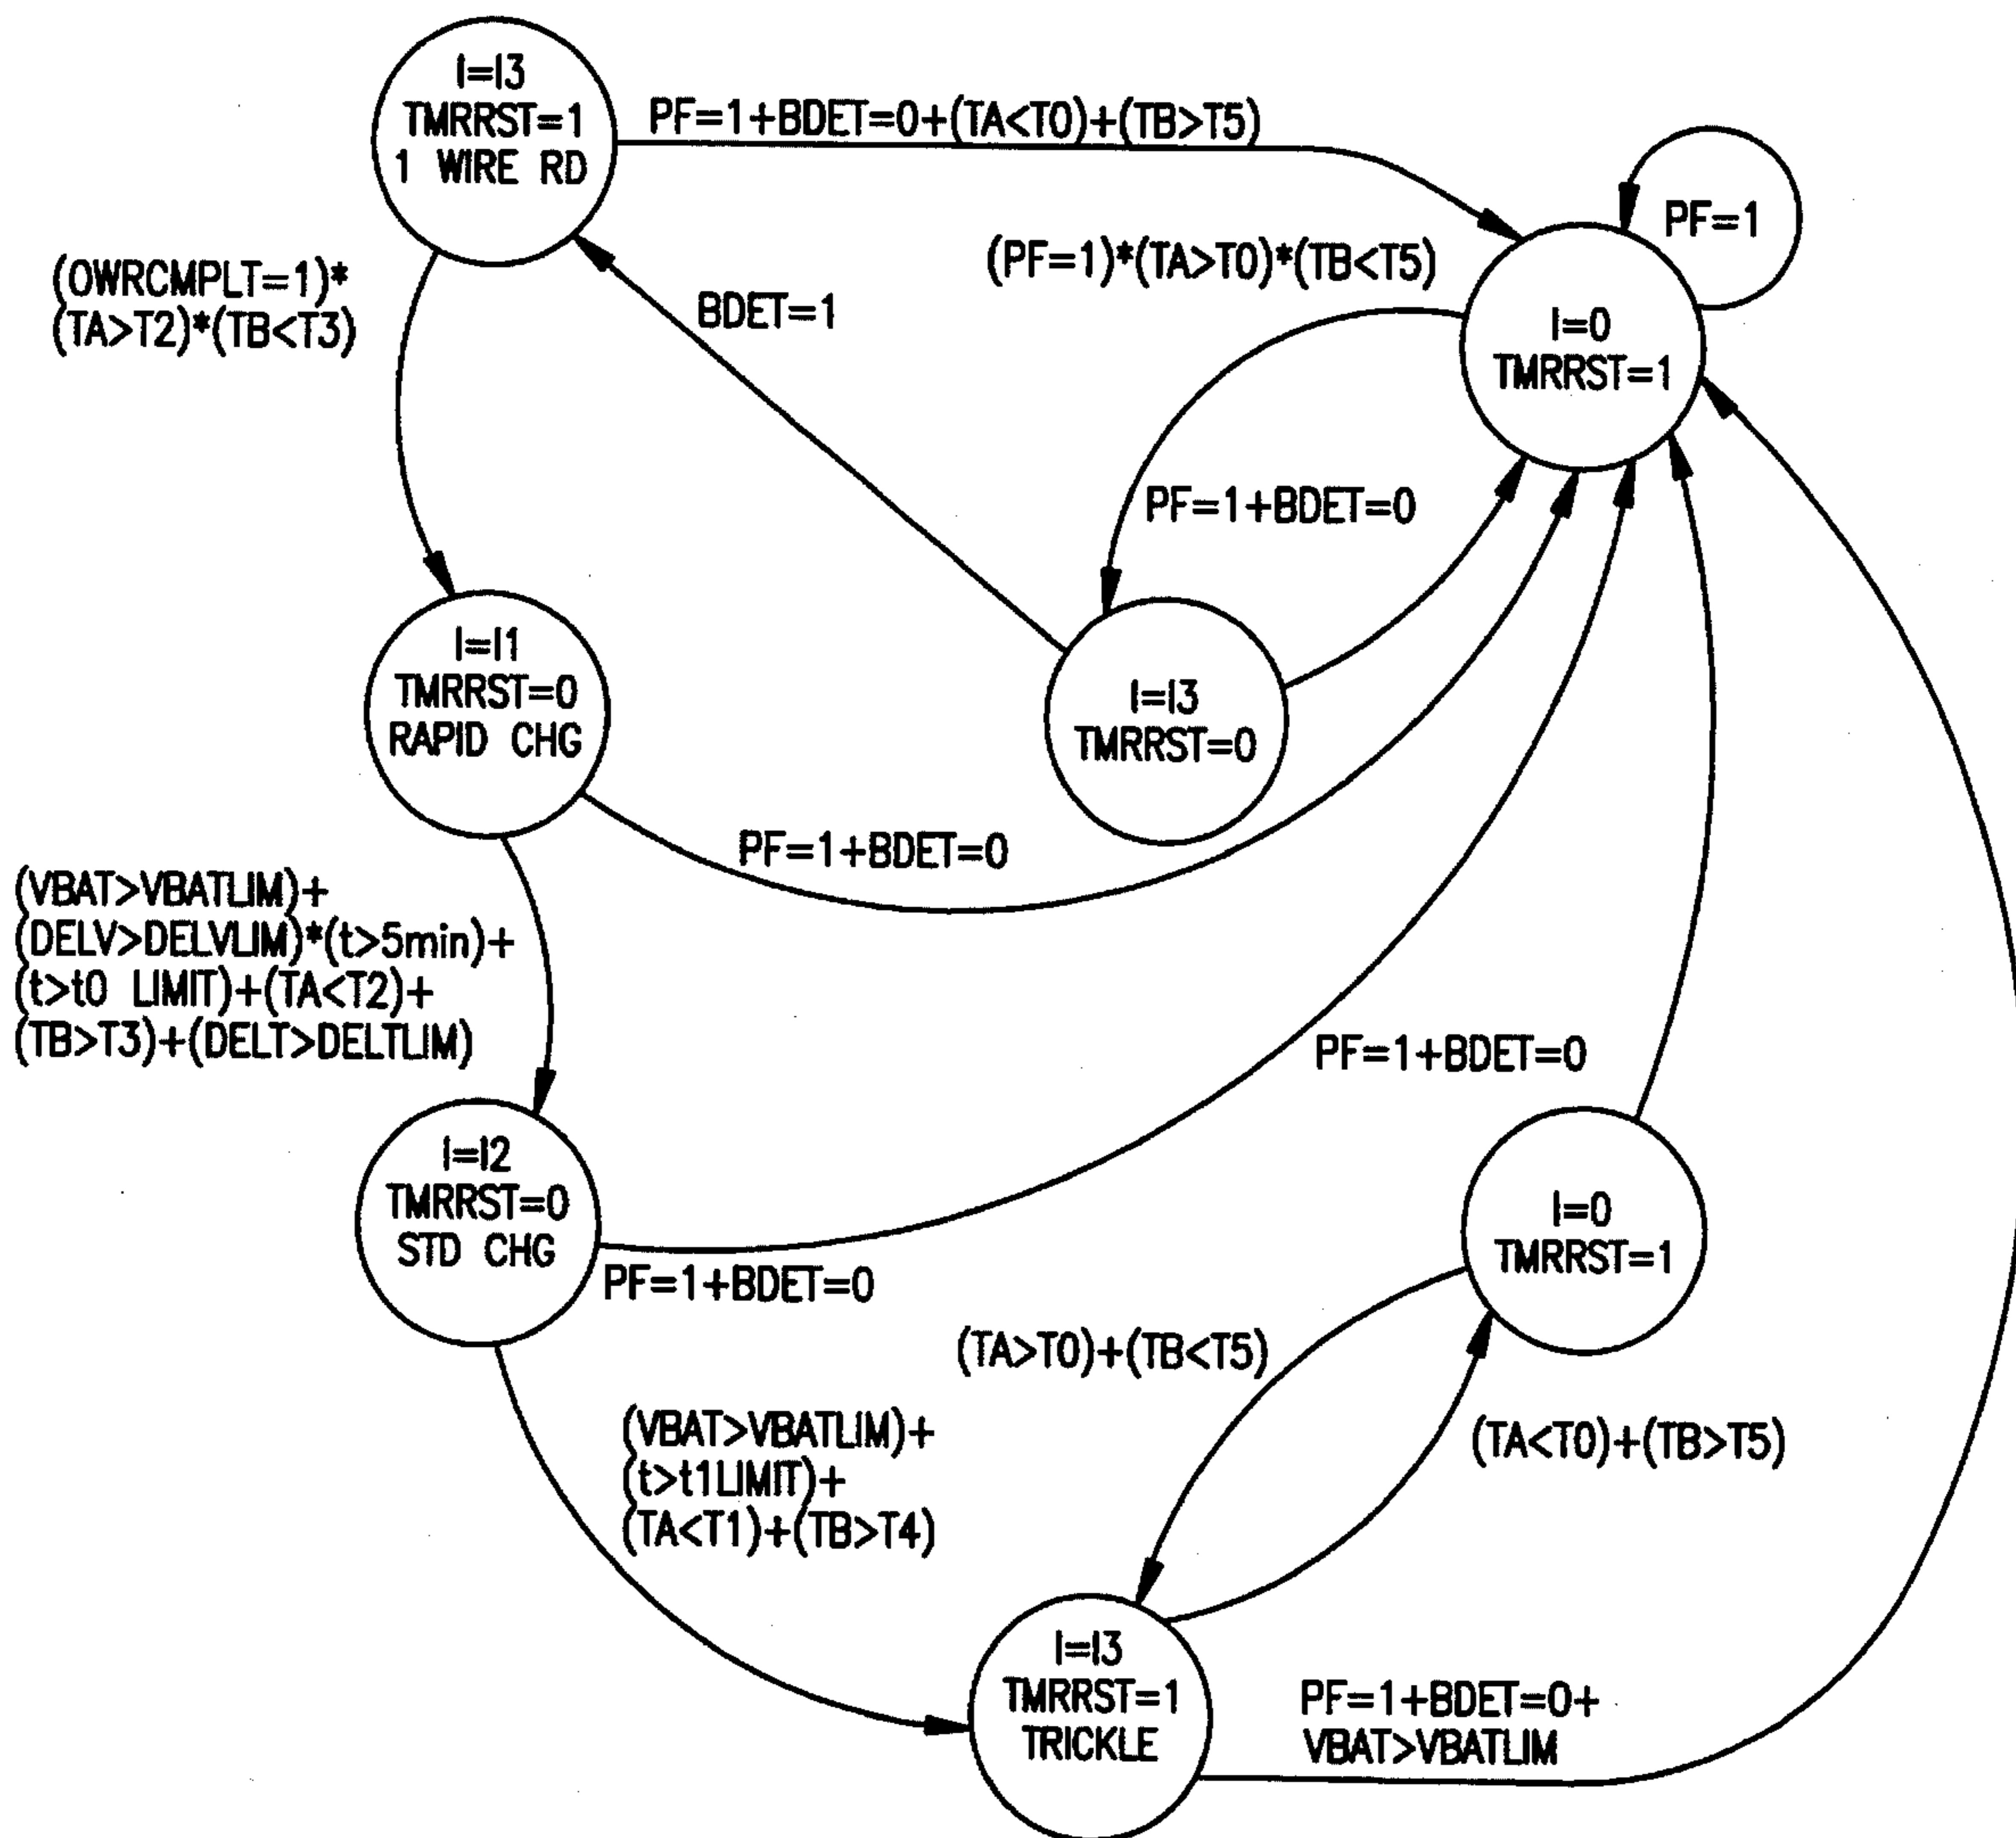 I=I3
TMRRST=1
1 WIRE RD
PF=1+BDET=0+(TA<T0)+(TB>T5)
PF=1
(PF=1)*(TA>T0)*(TB<T5)
(OWRCMPLT=1)*
(TA>T2)*(TB<T3)
BDET=1
I=0
TMRRST=1
PF=1+BDET=0
I=I1
TMRRST=0
RAPID CHG
I=I3
TMRRST=0
PF=1+BDET=0
(VBAT>VBATLIM)+
(DELV>DELVLIM)*(t>5min)+
(t>t0 LIMIT)+(TA<T2)+
(TB>T3)+(DELT>DELTLIM)
PF=1+BDET=0
I=I2
TMRRST=0
STD CHG
PF=1+BDET=0
I=0
TMRRST=1
(TA>T0)+(TB<T5)
(VBAT>VBATLIM)+
(t>t1LIMIT)+
(TA<T1)+(TB>T4)
(TA<T0)+(TB>T5)
I=I3
TMRRST=1
TRICKLE
PF=1+BDET=0+
VBAT>VBATLIM